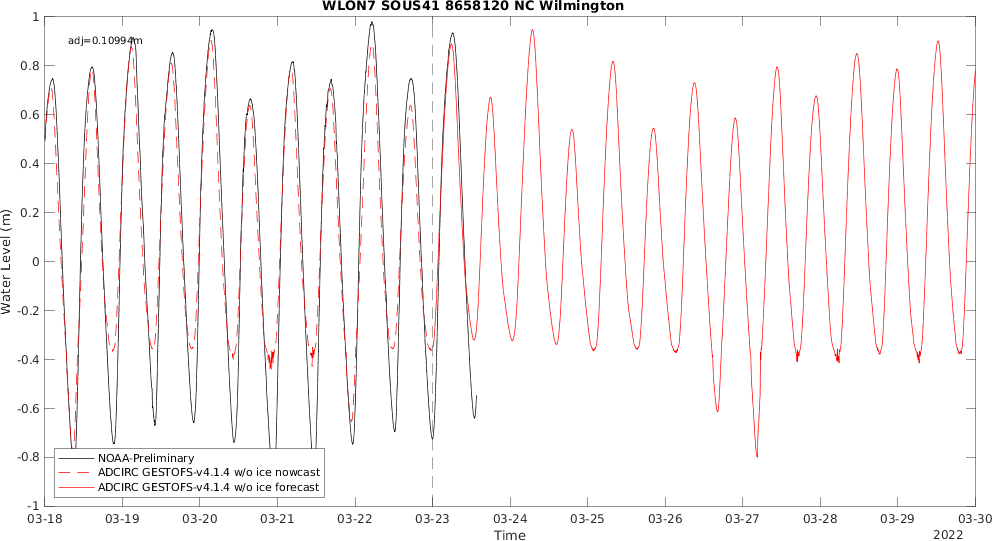 WLON7 SOUS41 8658120 NC Wilmington
adj=0.10994m
1
0.8
0.6
0.4
0.2
0
-0.2
-0.4
-0.6
-0.8
-1
Water Level (m)
NOAA-Preliminary
ADCIRC GESTOFS-v4.1.4 w/o ice nowcast
ADCIRC GESTOFS-v4.1.4 w/o ice forecast
03-18 03-19 03-20 03-21 03-22 03-23 03-24 03-25 03-26 03-27 03-28 03-29 03-30
Time
2022